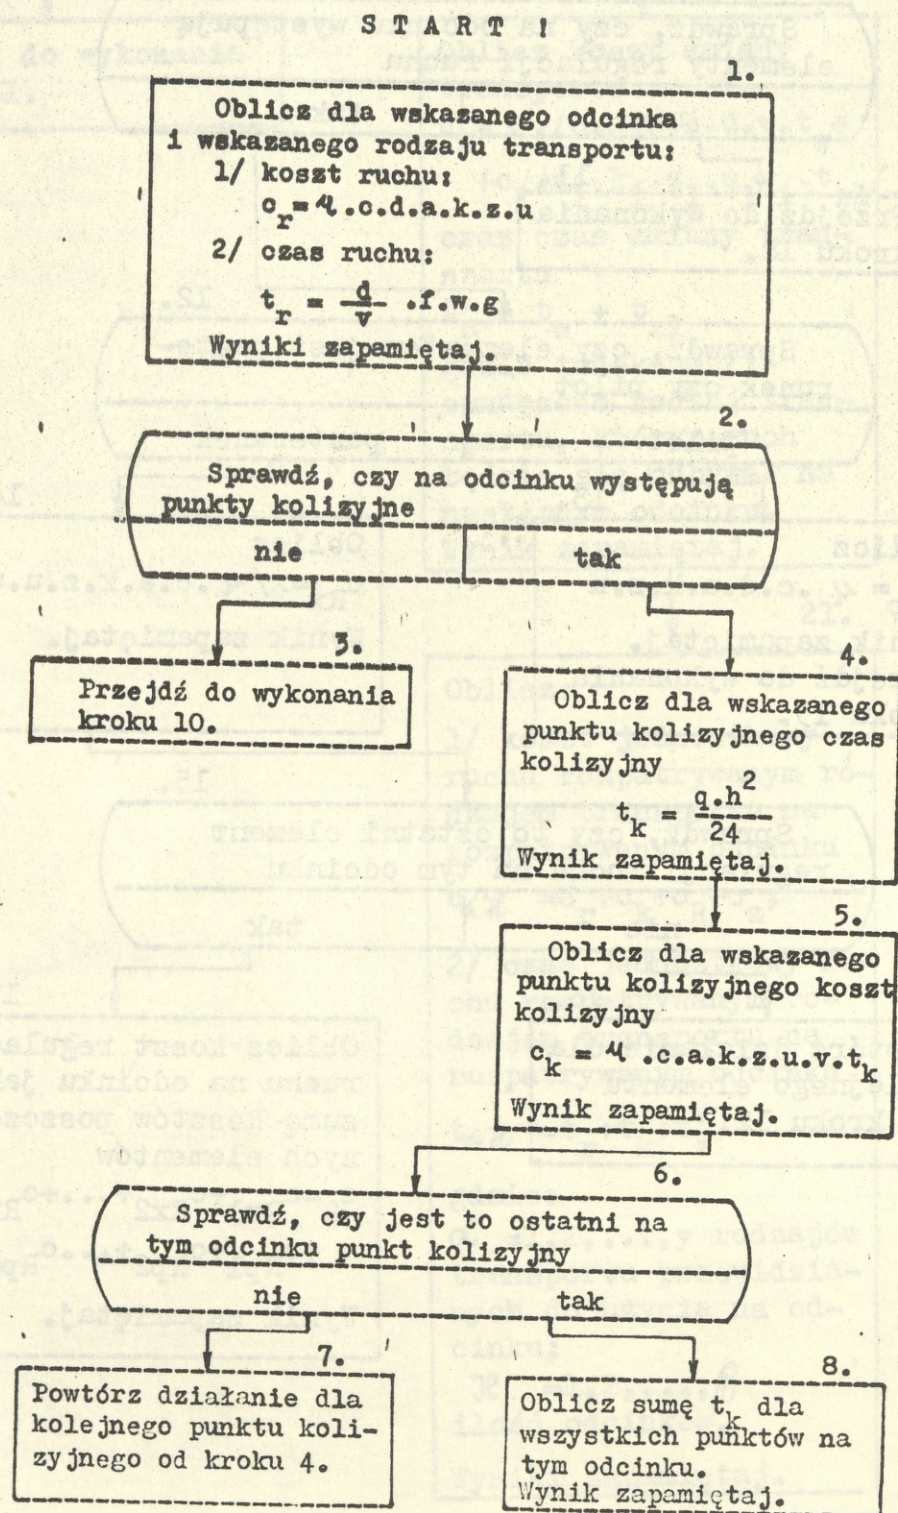 START!
1.
Oblicz dla wskazanego odcinka
i wskazanego rodzaju transportu:
1/ koszt ruchu:
c_r = η.c.d.a.k.z.u
2/ czas ruchu:
t_r = d/v .f.w.g
Wyniki zapamiętaj.
2.
Sprawdź, czy na odcinku występują
punkty kolizyjne
nie
tak
3.
Przejdź do wykonania
kroku 10.
4.
Oblicz dla wskazanego
punktu kolizyjnego czas
kolizyjny
t_k = q.h²/24
Wynik zapamiętaj.
5.
Oblicz dla wskazanego
punktu kolizyjnego koszt
kolizyjny
c_k = η.c.a.k.z.u.v.t_k
Wynik zapamiętaj.
6.
Sprawdź, czy jest to ostatni na
tym odcinku punkt kolizyjny
nie
tak
7.
Powtórz działanie dla
kolejnego punktu koli-
zyjnego od kroku 4.
8.
Oblicz sumę t_k dla
wszystkich punktów na
tym odcinku.
Wynik zapamiętaj.